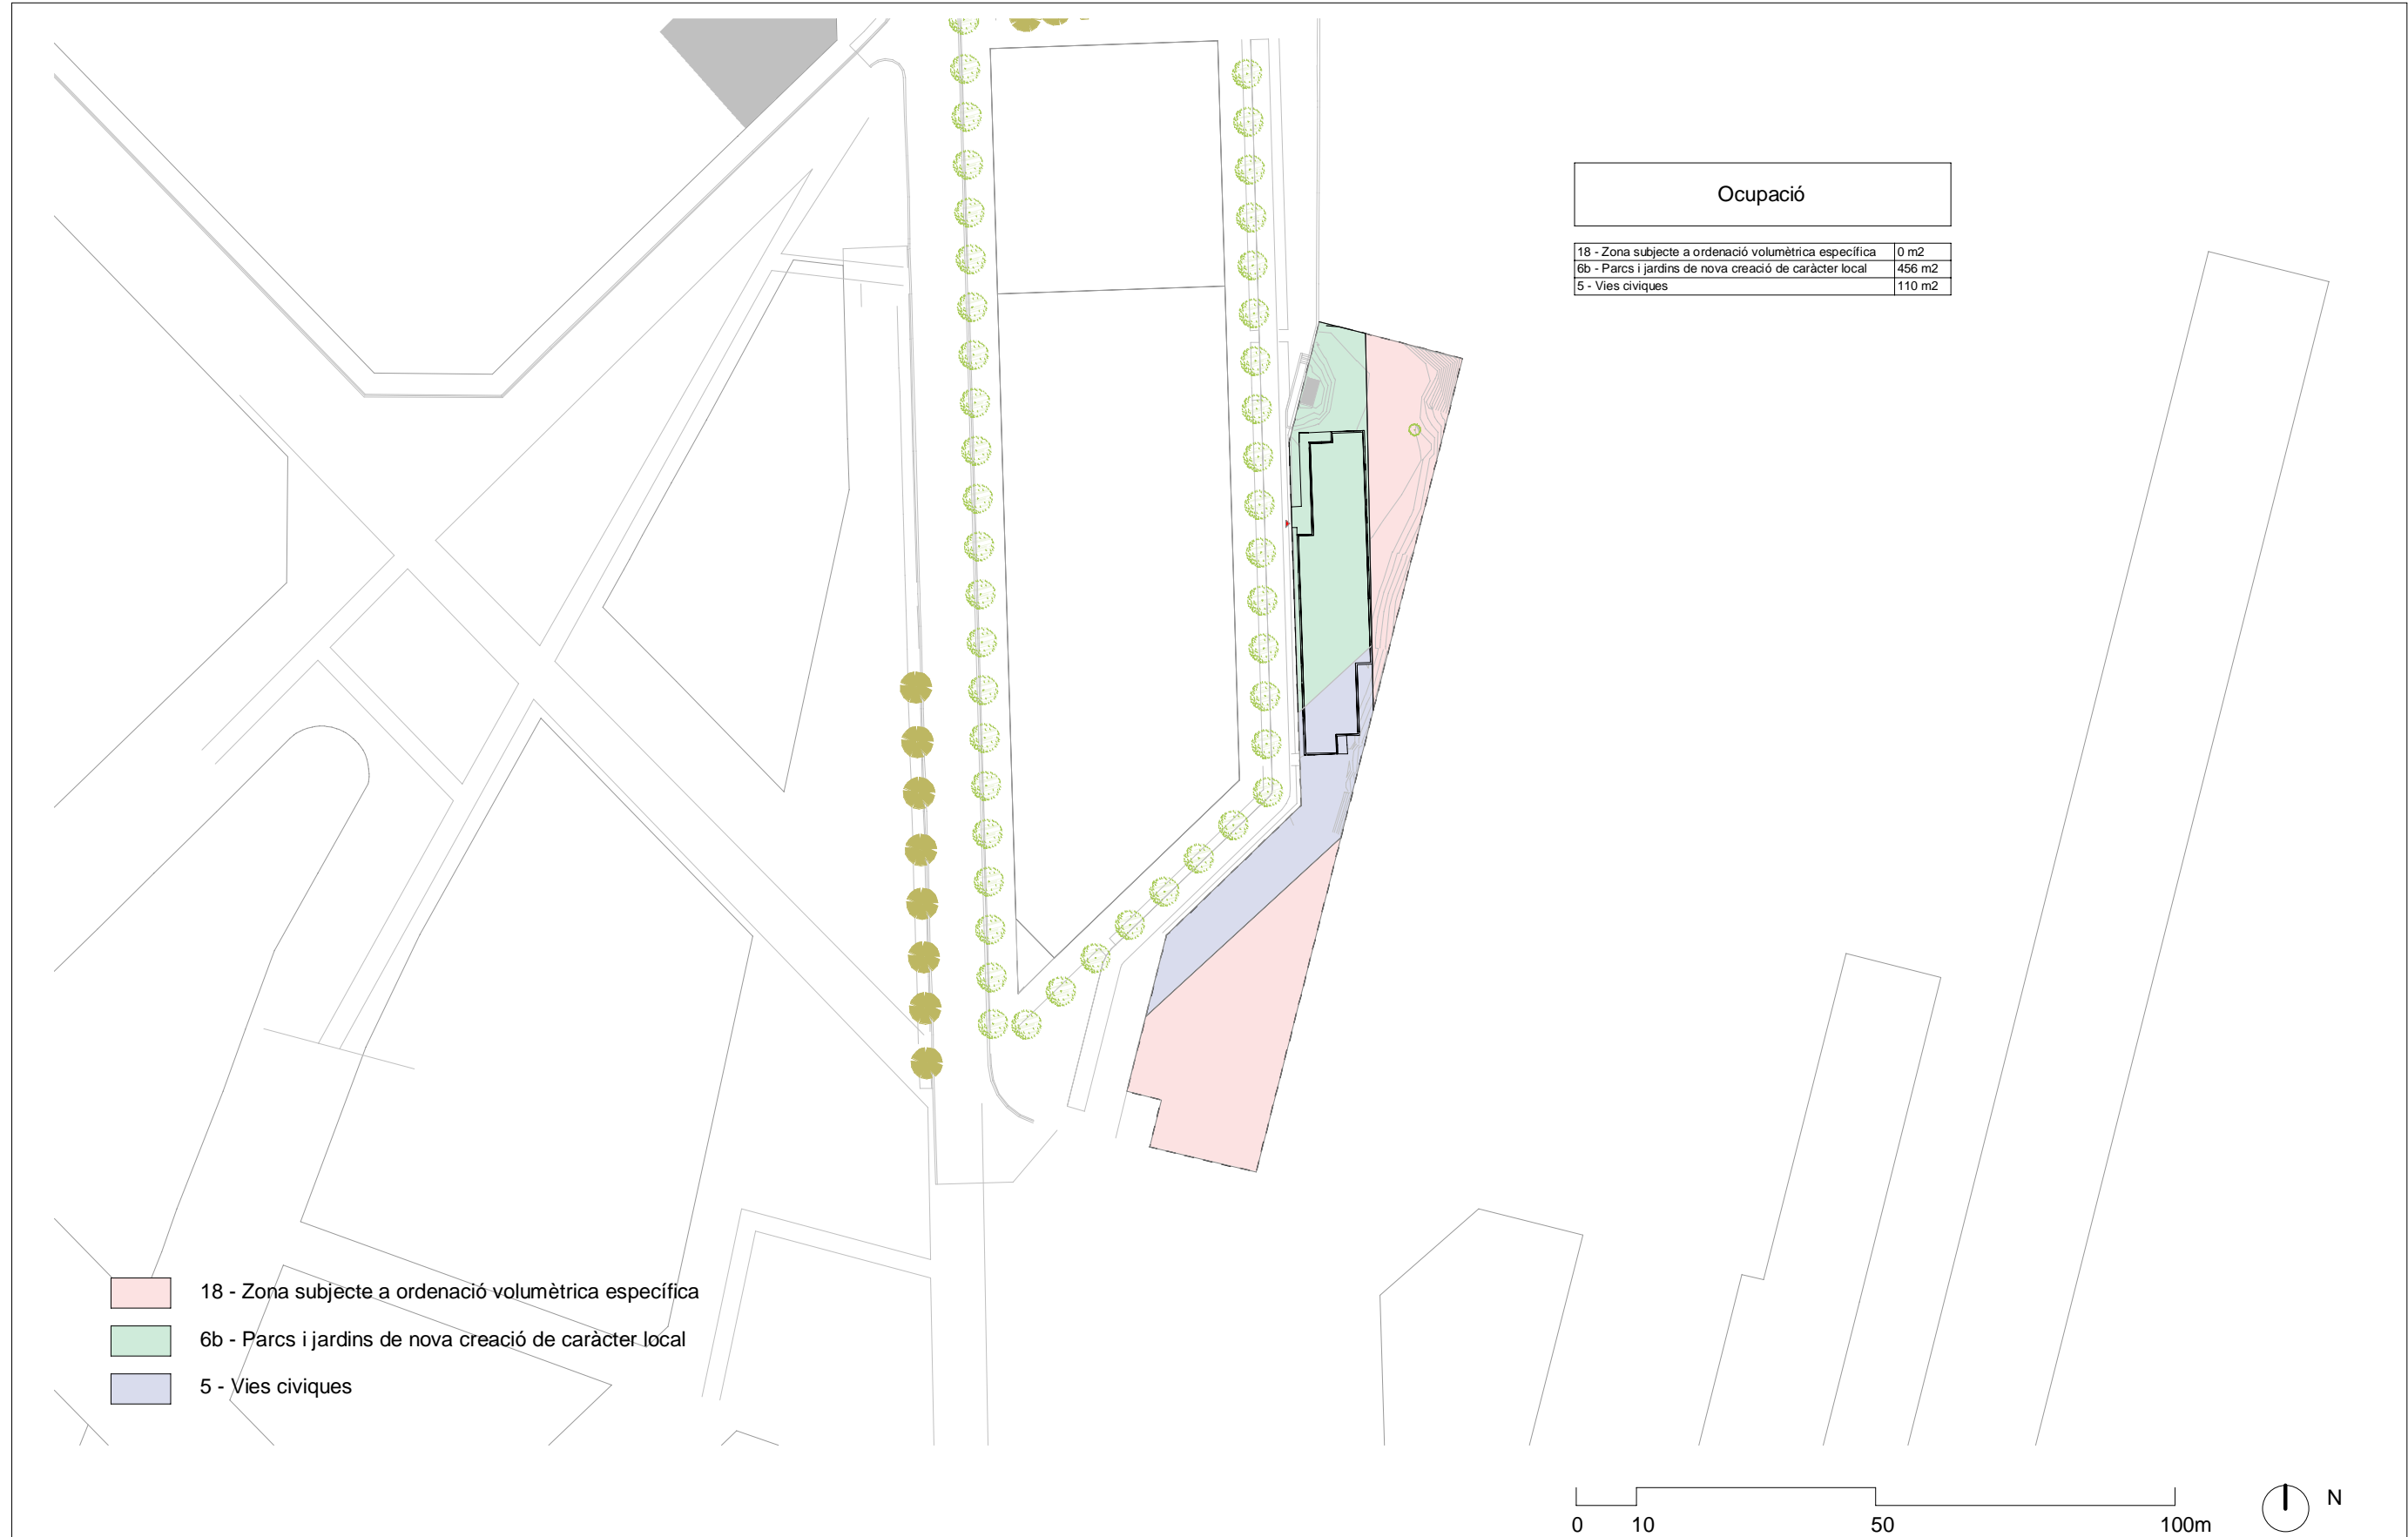 Ocupació
18 - Zona subjecte a ordenació volumètrica específica 0 m2
6b - Parcs i jardins de nova creació de caràcter local 456 m2
5 - Vies civiques 110 m2
18 - Zona subjecte a ordenació volumètrica específica
6b - Parcs i jardins de nova creació de caràcter local
5 - Vies civiques
0 10 50 100m
N